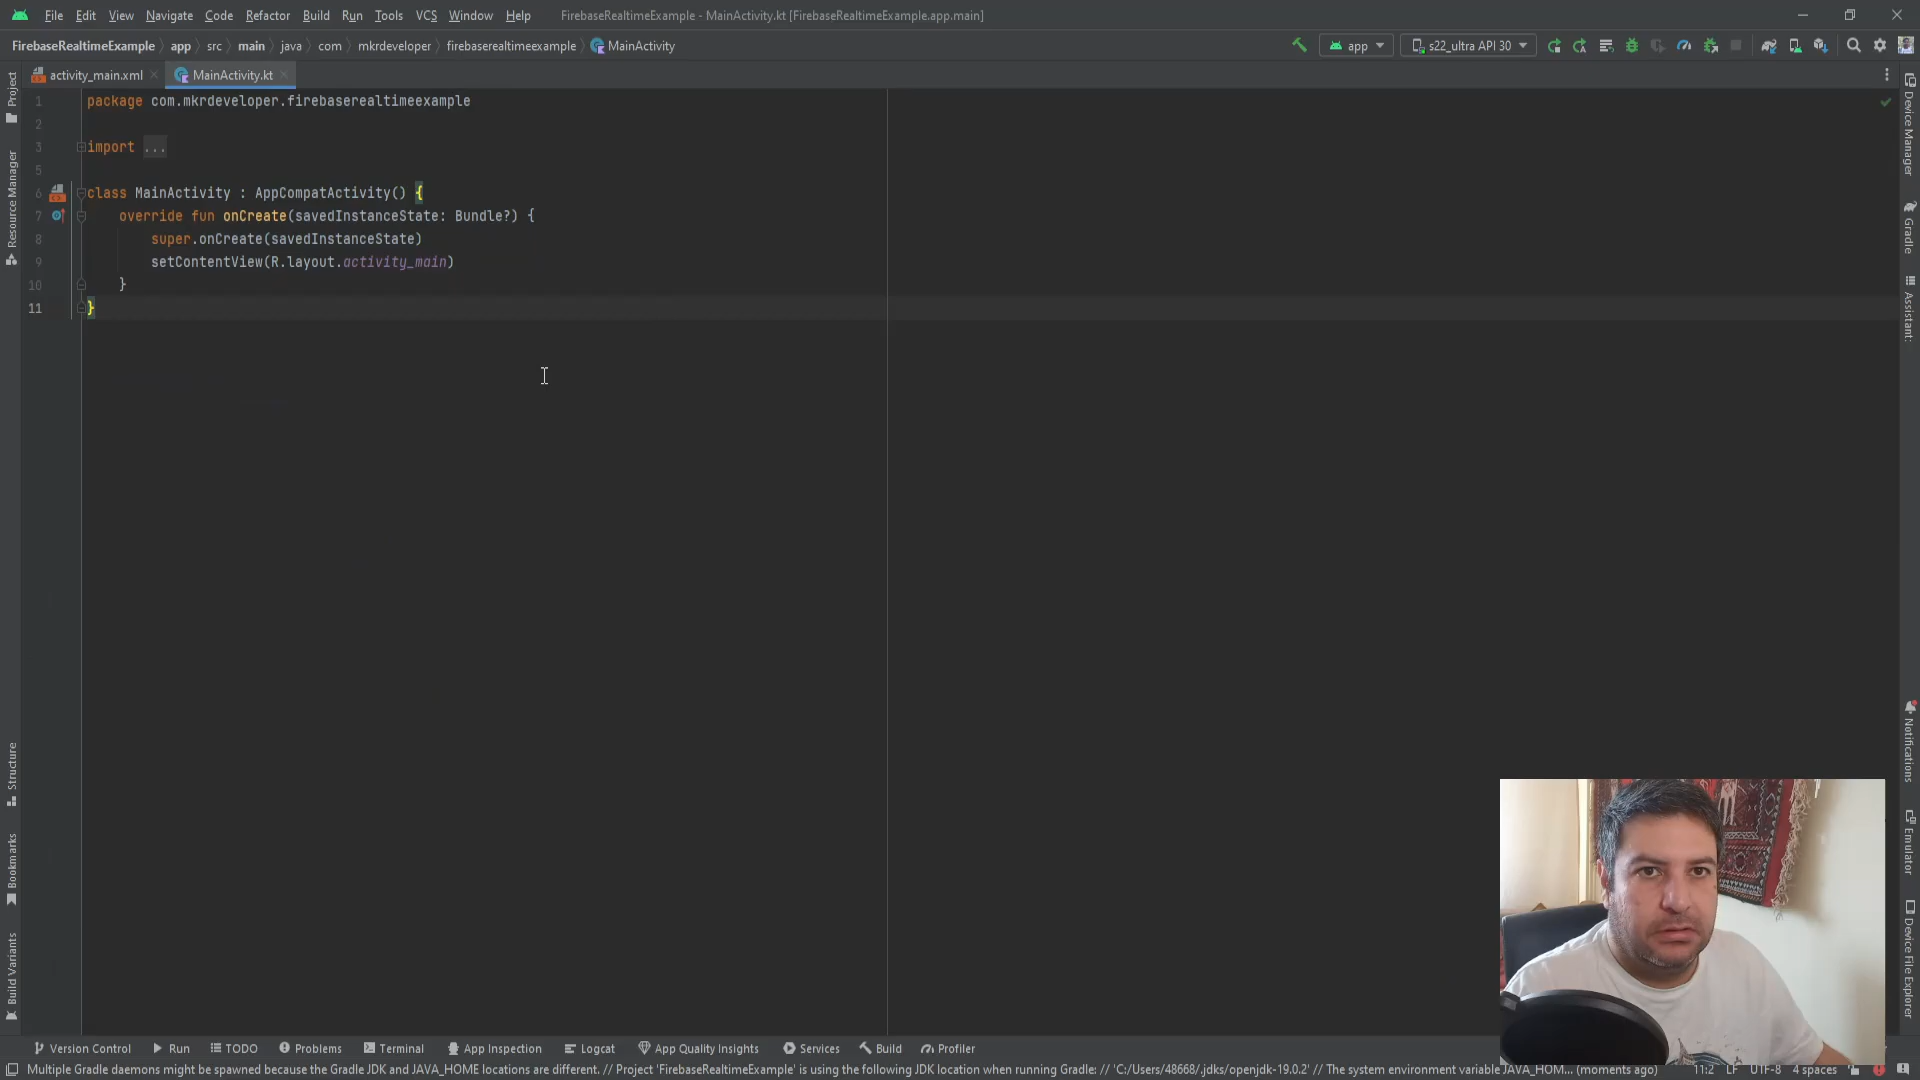 File Edit View Navigate Code Refactor Build Run Tools VCS Window Help FirebaseRealtimeExample - MainActivity.kt [FirebaseRealtimeExample.app.main]
FirebaseRealtimeExample app src main java com mkrdeveloper firebaserealtimeexample MainActivity app s22_ultra API 30
activity_main.xml MainActivity.kt
1 package com.mkrdeveloper.firebaserealtimeexample
2
3 import ...
5
6 class MainActivity : AppCompatActivity() {
7 override fun onCreate(savedInstanceState: Bundle?) {
8 super.onCreate(savedInstanceState)
9 setContentView(R.layout.activity_main)
10 }
11 }
Project
Resource Manager
Structure
Bookmarks
Build Variants
Device Manager
Gradle
Assistant:
Notifications
Emulator
Device File Explorer
Version Control Run TODO Problems Terminal App Inspection Logcat App Quality Insights Services Build Profiler
Multiple Gradle daemons might be spawned because the Gradle JDK and JAVA_HOME locations are different. // Project 'FirebaseRealtimeExample' is using the following JDK location when running Gradle: // 'C:/Users/48668/.jdks/openjdk-19.0.2' // The system environment variable JAVA_HOM... (moments ago) 11:2 LF UTF-8 4 spaces